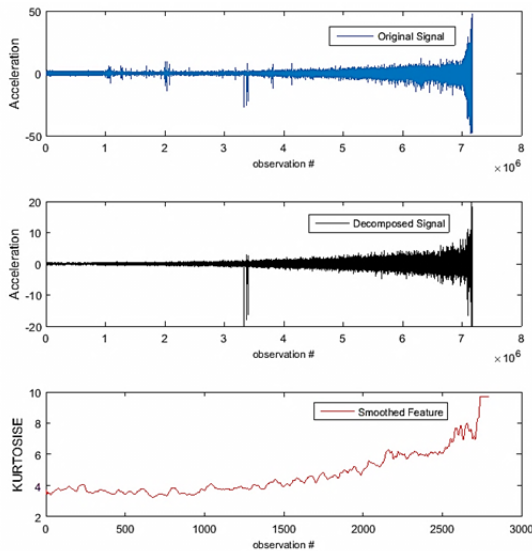 50
Original Signal
Acceleration
0
-50
0 1 2 3 4 5 6 7 8
observation #
×10⁶
20
Decomposed Signal
10
Acceleration
0
-10
-20
0 1 2 3 4 5 6 7 8
observation #
×10⁶
10
Smoothed Feature
8
KURTOSISE
6
4
2
0 500 1000 1500 2000 2500 3000
observation #